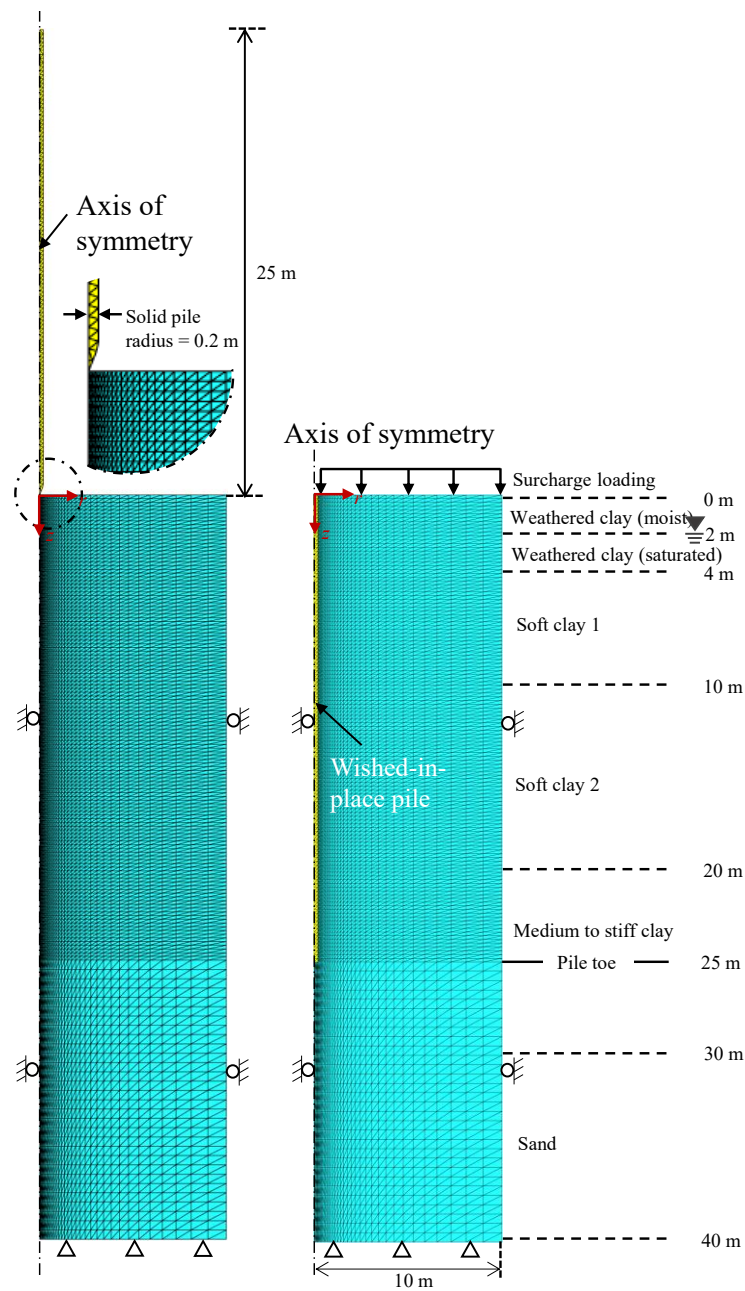 Axis of
symmetry
25 m
Solid pile
radius = 0.2 m
r
z
Axis of symmetry
Surcharge loading
0 m
r
Weathered clay (moist)
2 m
z
Weathered clay (saturated)
4 m
Soft clay 1
10 m
Wished-in-
place pile
Soft clay 2
20 m
Medium to stiff clay
Pile toe
25 m
30 m
Sand
40 m
10 m